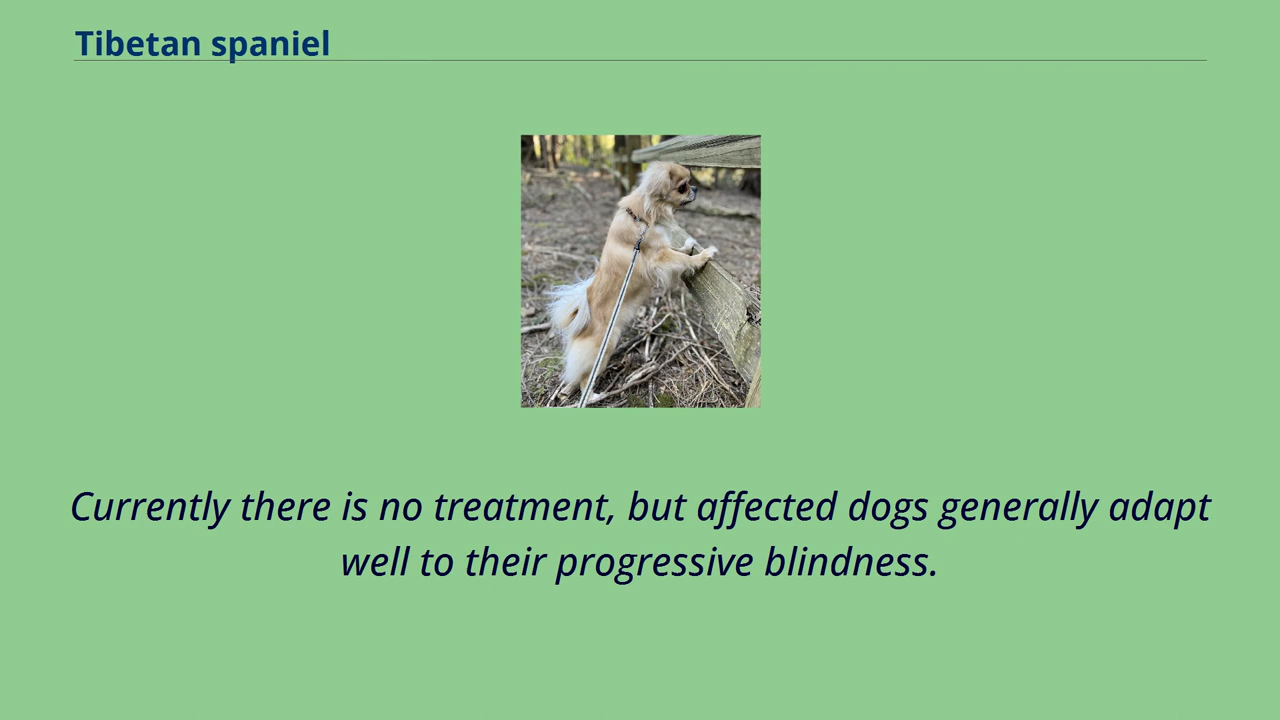 Tibetan spaniel
Currently there is no treatment, but affected dogs generally adapt
well to their progressive blindness.